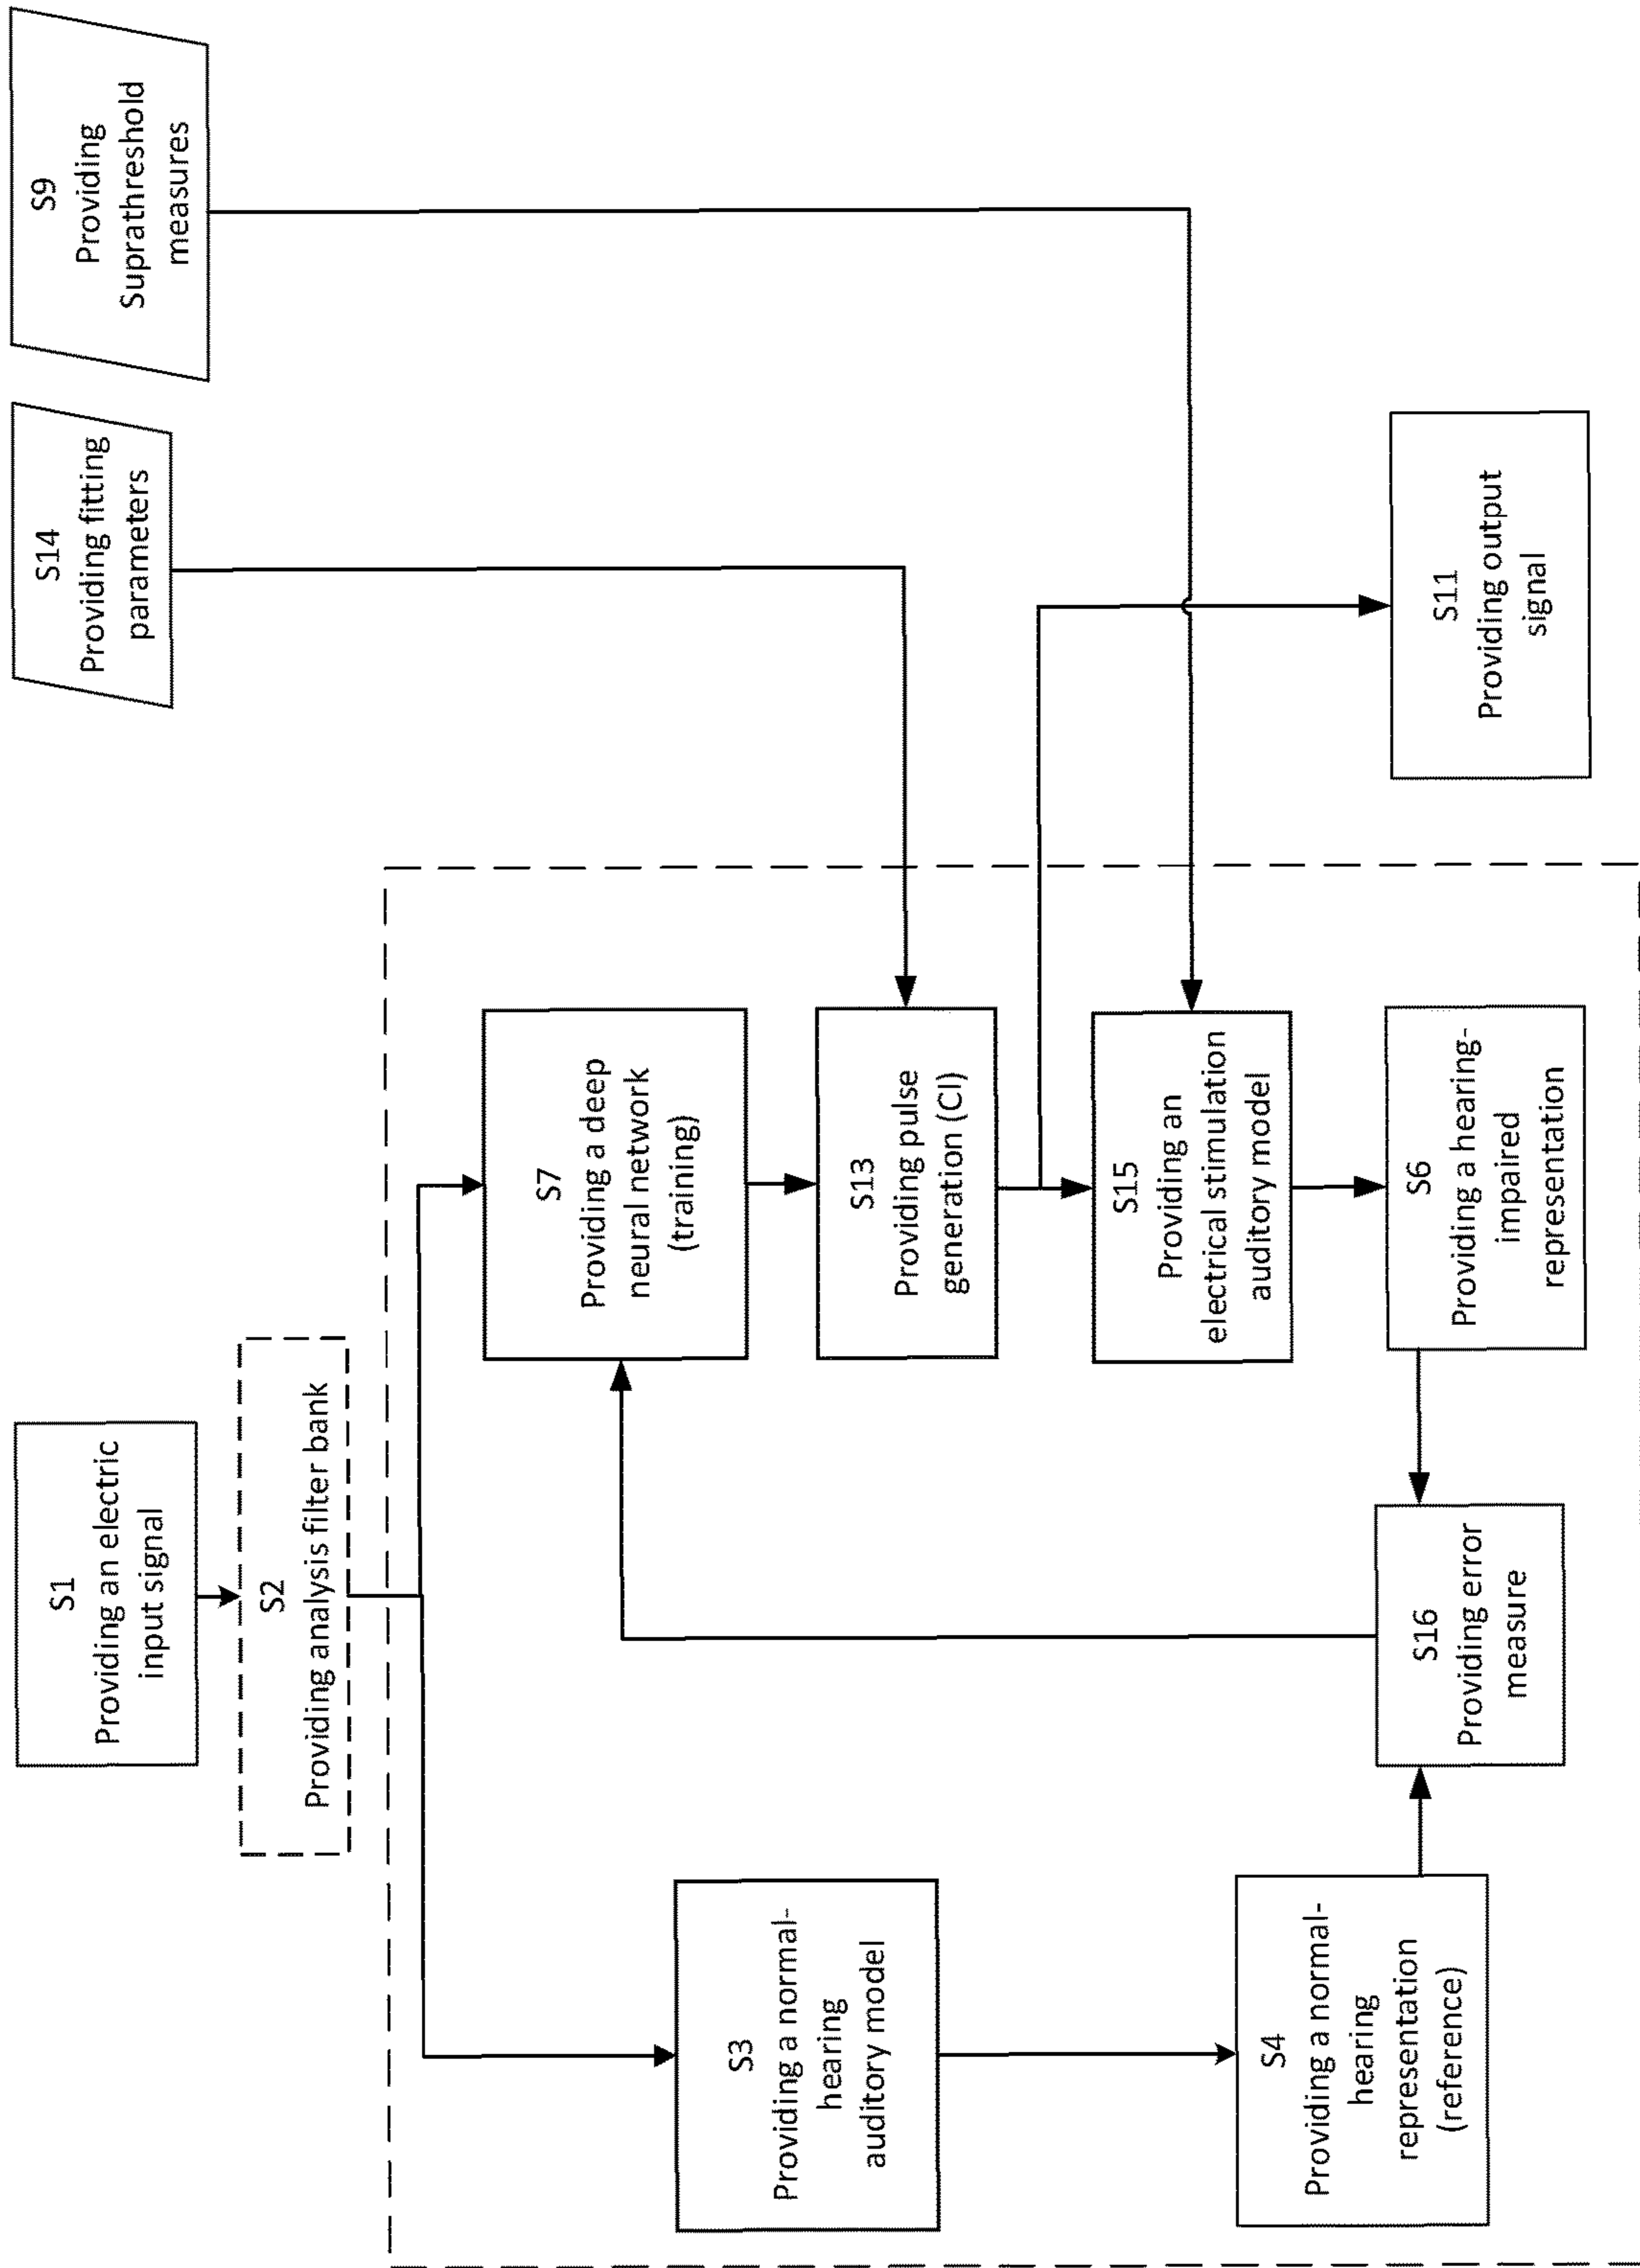 S1
Providing an electric
input signal
S2
Providing analysis filter bank
S14
Providing fitting
parameters
S9
Providing
Suprathreshold
measures
S3
Providing a normal-
hearing
auditory model
S7
Providing a deep
neural network
(training)
S13
Providing pulse
generation (CI)
S15
Providing an
electrical stimulation
auditory model
S4
Providing a normal-
hearing
representation
(reference)
S16
Providing error
measure
S6
Providing a hearing-
impaired
representation
S11
Providing output
signal